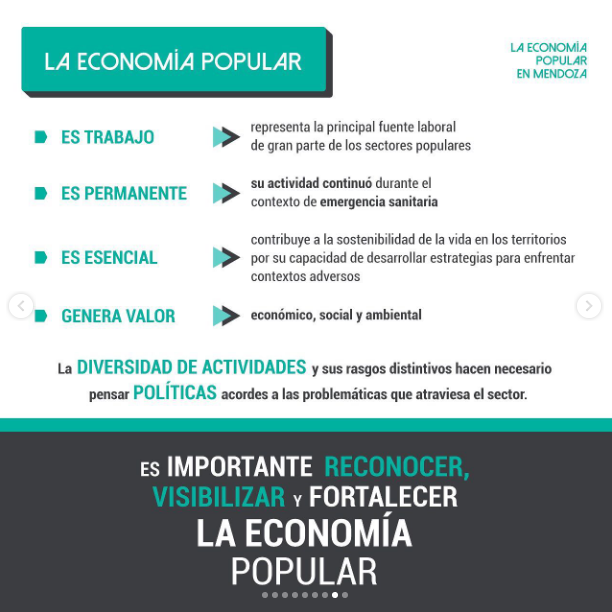 LA ECONOMÍA POPULAR
LA ECONOMÍA
POPULAR
EN MENDOZA
ES TRABAJO
representa la principal fuente laboral
de gran parte de los sectores populares
ES PERMANENTE
su actividad continuó durante el
contexto de emergencia sanitaria
ES ESENCIAL
contribuye a la sostenibilidad de la vida en los territorios
por su capacidad de desarrollar estrategias para enfrentar
contextos adversos
GENERA VALOR
económico, social y ambiental
La DIVERSIDAD DE ACTIVIDADES y sus rasgos distintivos hacen necesario
pensar POLÍTICAS acordes a las problemáticas que atraviesa el sector.
ES IMPORTANTE RECONOCER,
VISIBILIZAR Y FORTALECER
LA ECONOMÍA
POPULAR